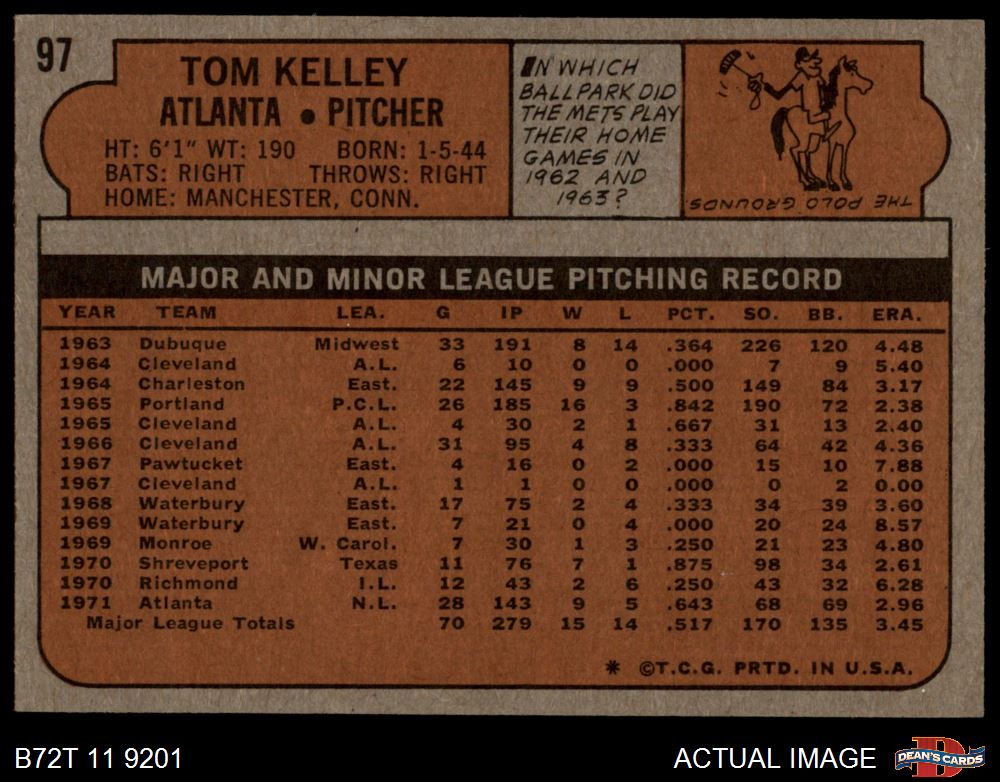 97
TOM KELLEY
ATLANTA • PITCHER
HT: 6'1" WT: 190 BORN: 1-5-44
BATS: RIGHT THROWS: RIGHT
HOME: MANCHESTER, CONN.
IN WHICH
BALLPARK DID
THE METS PLAY
THEIR HOME
GAMES IN
1962 AND
1963?
THE POLO GROUNDS
MAJOR AND MINOR LEAGUE PITCHING RECORD
YEAR TEAM LEA. G IP W L PCT. SO. BB. ERA.
1963 Dubuque Midwest 33 191 8 14 .364 226 120 4.48
1964 Cleveland A.L. 6 10 0 0 .000 7 9 5.40
1964 Charleston East. 22 145 9 9 .500 149 84 3.17
1965 Portland P.C.L. 26 185 16 3 .842 190 72 2.38
1965 Cleveland A.L. 4 30 2 1 .667 31 13 2.40
1966 Cleveland A.L. 31 95 4 8 .333 64 42 4.36
1967 Pawtucket East. 4 16 0 2 .000 15 10 7.88
1967 Cleveland A.L. 1 1 0 0 .000 0 2 0.00
1968 Waterbury East. 17 75 2 4 .333 34 39 3.60
1969 Waterbury East. 7 21 0 4 .000 20 24 8.57
1969 Monroe W. Carol. 7 30 1 3 .250 21 23 4.80
1970 Shreveport Texas 11 76 7 1 .875 98 34 2.61
1970 Richmond I.L. 12 43 2 6 .250 43 32 6.28
1971 Atlanta N.L. 28 143 9 5 .643 68 69 2.96
Major League Totals 70 279 15 14 .517 170 135 3.45
* ©T.C.G. PRTD. IN U.S.A.
B72T 11 9201
ACTUAL IMAGE
D
DEAN'S CARDS